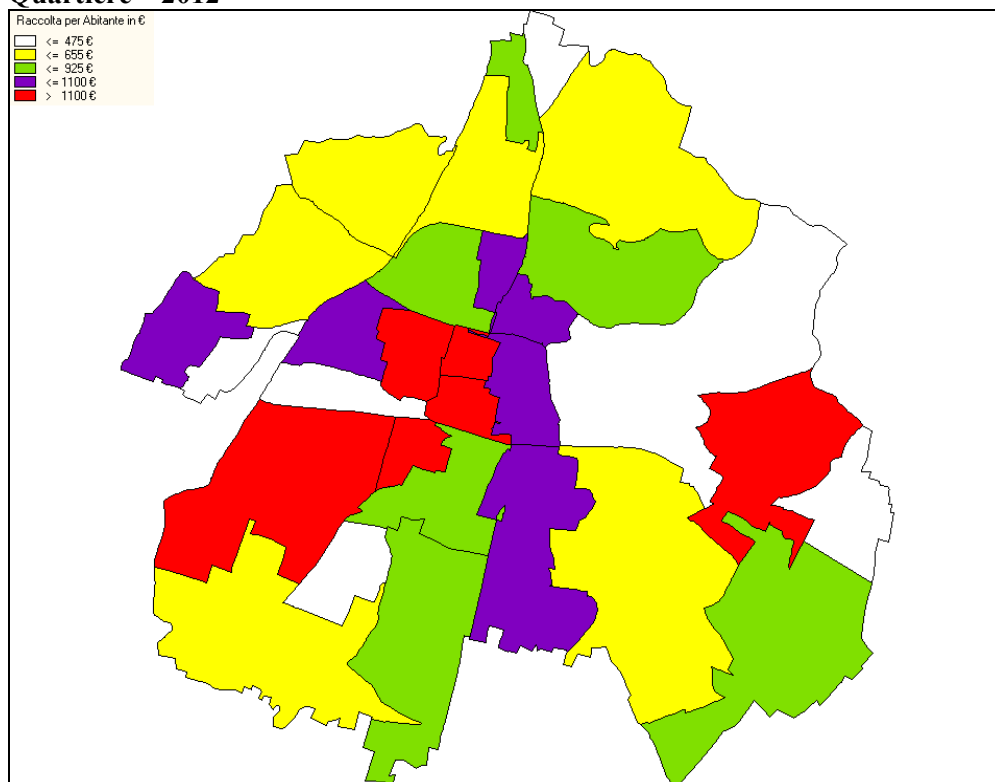 Quartiere – 2012
Raccolta per Abitante in €
<= 475 €
<= 655 €
<= 925 €
<= 1100 €
> 1100 €